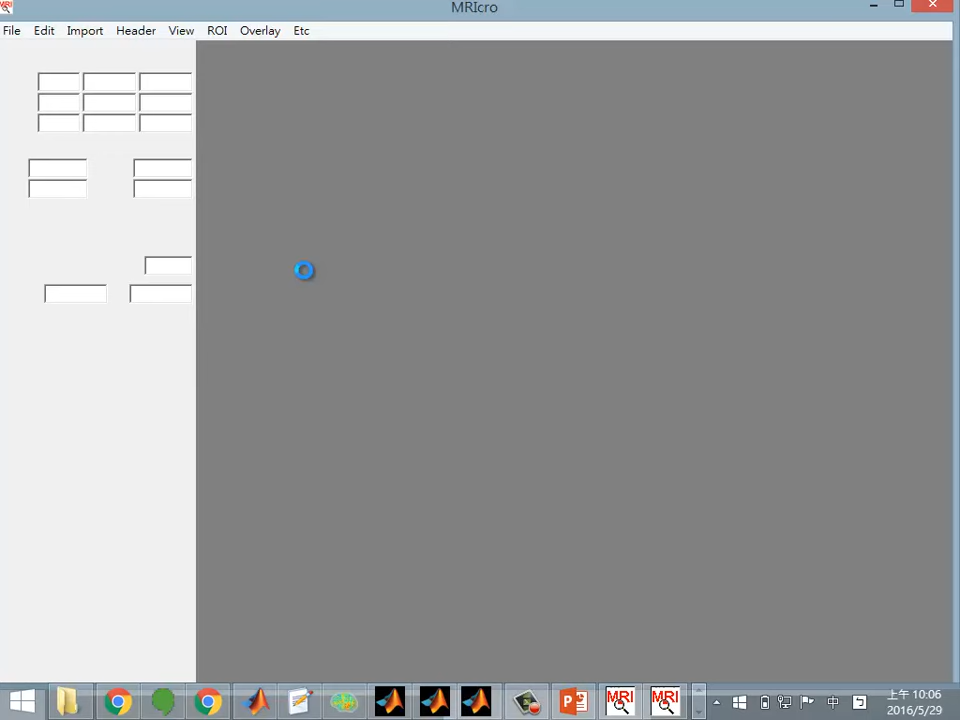 MRI
MRIcro
File Edit Import Header View ROI Overlay Etc
MRI MRI
中
上午 10:06
2016/5/29